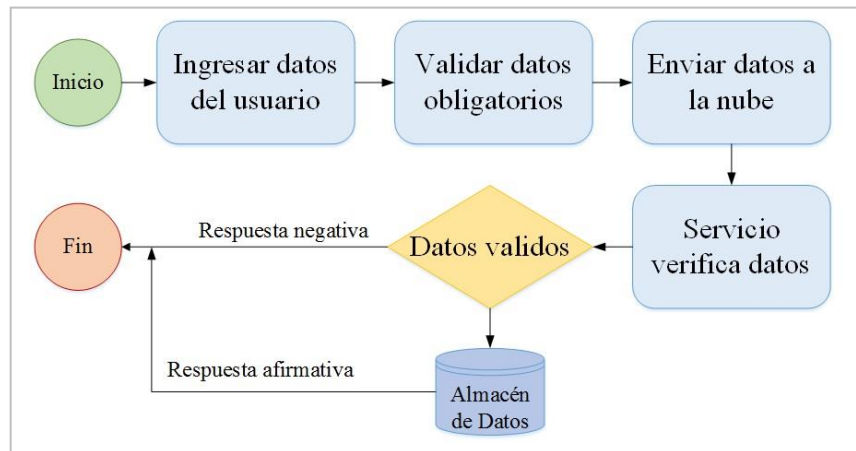 Inicio
Ingresar datos
del usuario
Validar datos
obligatorios
Enviar datos a
la nube
Servicio
verifica datos
Datos validos
Respuesta negativa
Fin
Almacén
de Datos
Respuesta afirmativa